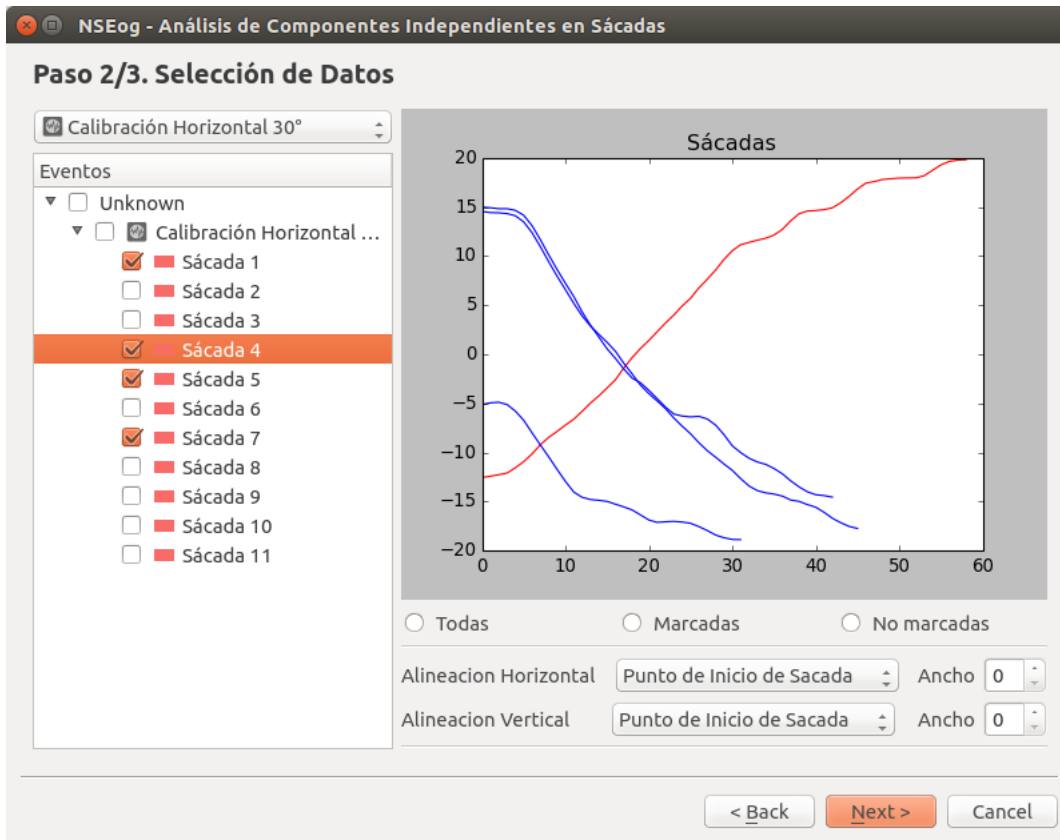 NSEog - Análisis de Componentes Independientes en Sácadas
Paso 2/3. Selección de Datos
Calibración Horizontal 30°
Eventos
Unknown
Calibración Horizontal ...
Sácada 1
Sácada 2
Sácada 3
Sácada 4
Sácada 5
Sácada 6
Sácada 7
Sácada 8
Sácada 9
Sácada 10
Sácada 11
Sácadas
20
15
10
5
0
−5
−10
−15
−20
0 10 20 30 40 50 60
Todas Marcadas No marcadas
Alineacion Horizontal Punto de Inicio de Sacada Ancho 0
Alineacion Vertical Punto de Inicio de Sacada Ancho 0
< Back Next > Cancel